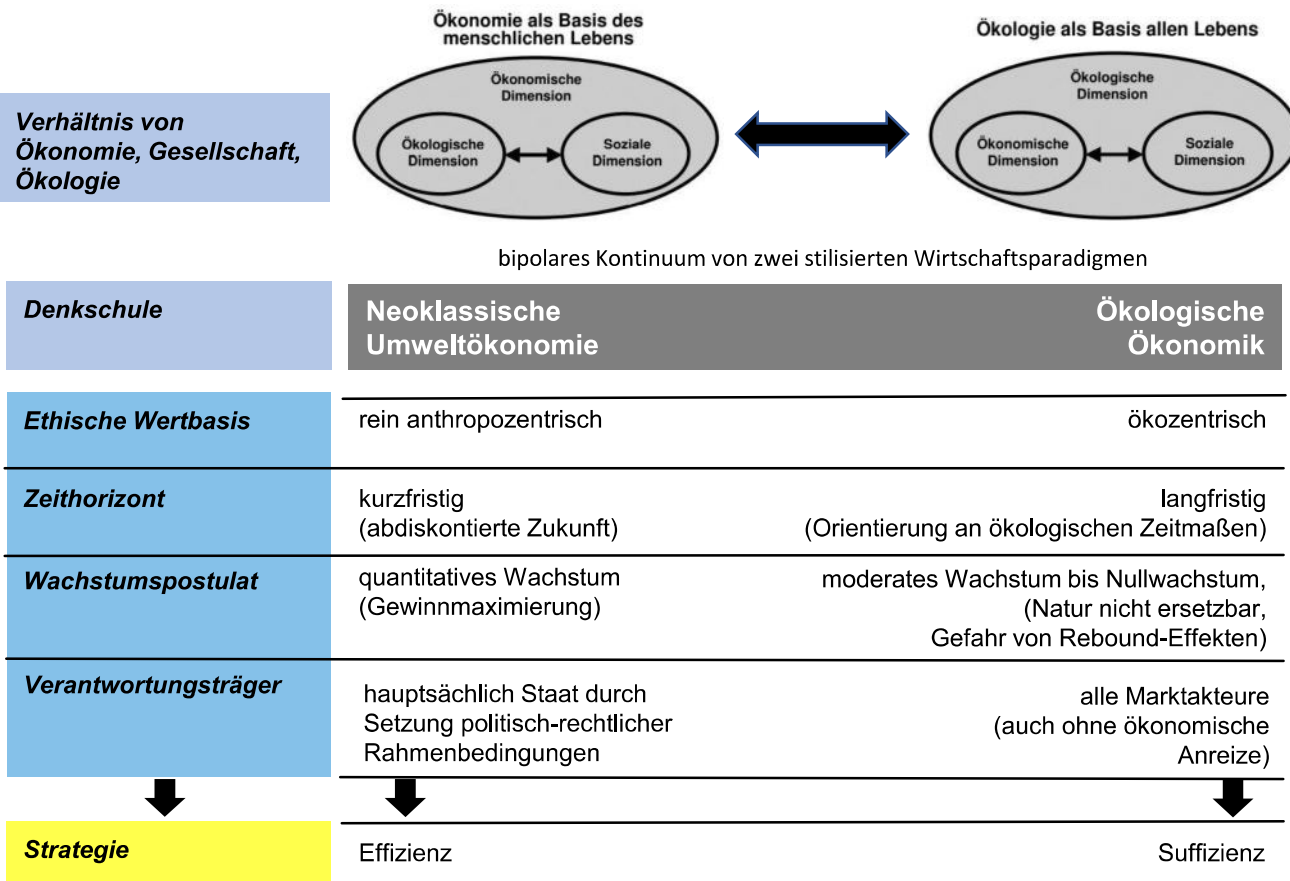 Ökonomie als Basis des
menschlichen Lebens
Ökonomische
Dimension
Ökologische
Dimension
Soziale
Dimension
Ökologie als Basis allen Lebens
Ökologische
Dimension
Ökonomische
Dimension
Soziale
Dimension
Verhältnis von
Ökonomie, Gesellschaft,
Ökologie
bipolares Kontinuum von zwei stilisierten Wirtschaftsparadigmen
Denkschule
Neoklassische
Umweltökonomie
Ökologische
Ökonomik
Ethische Wertbasis
rein anthropozentrisch
ökozentrisch
Zeithorizont
kurzfristig
(abdiskontierte Zukunft)
langfristig
(Orientierung an ökologischen Zeitmaßen)
Wachstumspostulat
quantitatives Wachstum
(Gewinnmaximierung)
moderates Wachstum bis Nullwachstum,
(Natur nicht ersetzbar,
Gefahr von Rebound-Effekten)
Verantwortungsträger
hauptsächlich Staat durch
Setzung politisch-rechtlicher
Rahmenbedingungen
alle Marktakteure
(auch ohne ökonomische
Anreize)
Strategie
Effizienz
Suffizienz